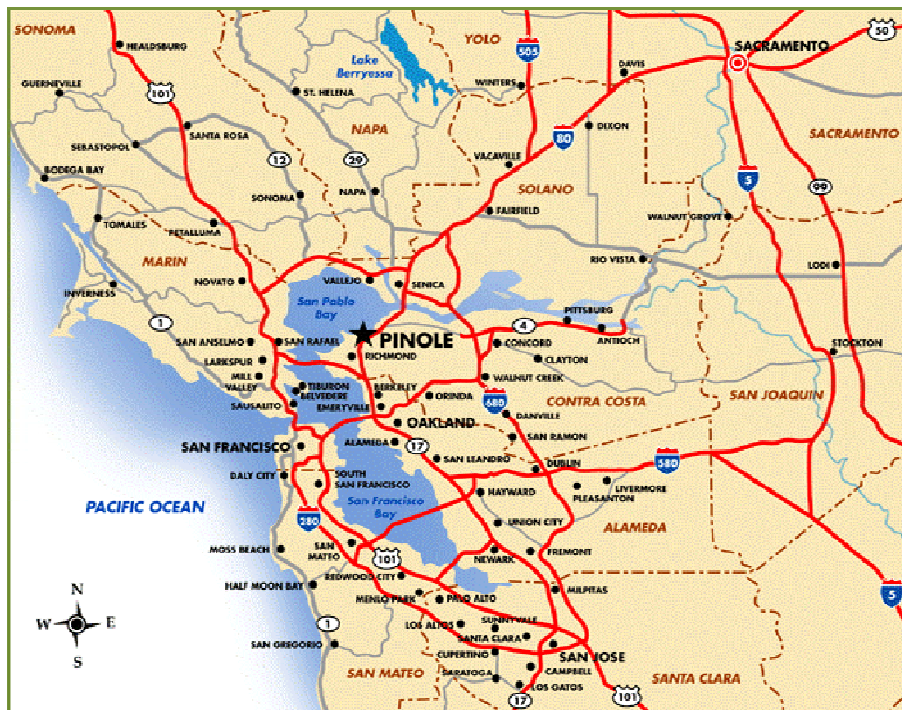 SONOMA
HEALDSBURG
YOLO
505
50
SACRAMENTO
Lake
Berryessa
DAVIS
GUERNEVILLE
101
ST. HELENA
WINTERS
NAPA
SANTA ROSA
DIXON
SACRAMENTO
SEBASTOPOL
80
12
29
VACAVILLE
BODEGA BAY
5
99
SONOMA
NAPA
SOLANO
TOMALES
PETALUMA
FAIRFIELD
WALNUT GROVE
MARIN
RIO VISTA
LODI
INVERNESS
NOVATO
VALLEJO
SENICA
San Pablo
Bay
1
PITTSBURG
4
ANTIOCH
SAN ANSELMO
SAN RAFAEL
PINOLE
CONCORD
STOCKTON
RICHMOND
CLAYTON
LARKSPUR
MILL
VALLEY
WALNUT CREEK
TIBURON
BELVEDERE
BERKELEY
ORINDA
SAN JOAQUIN
SAUSALITO
EMERYVILLE
680
CONTRA COSTA
OAKLAND
DANVILLE
SAN FRANCISCO
ALAMEDA
17
SAN RAMON
SAN LEANDRO
580
DALY CITY
SOUTH
SAN FRANCISCO
DUBLIN
LIVERMORE
PLEASANTON
San Francisco
Bay
HAYWARD
PACIFIC OCEAN
280
UNION CITY
ALAMEDA
MOSS BEACH
SAN
MATEO
101
NEWARK
FREMONT
REDWOOD CITY
HALF MOON BAY
MENLO PARK
PALO ALTO
MILPITAS
5
N
W E
S
1
LOS ALTOS
SUNNYVALE
SANTA CLARA
SAN GREGORIO
CUPERTINO
SAN JOSE
SAN MATEO
SARATOGA
CAMPBELL
SANTA CLARA
LOS GATOS
17
101